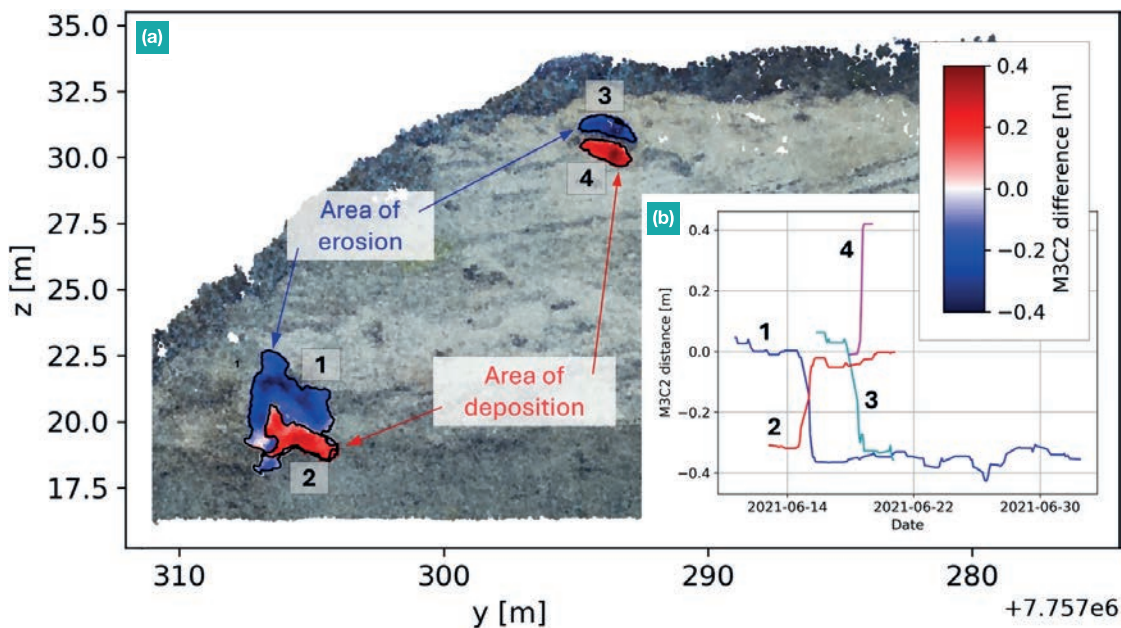 (a)
35.0
32.5
30.0
27.5
25.0
22.5
20.0
17.5
z [m]
310
300
290
280
y [m]
+7.757e6
3
4
Area of
erosion
1
1
Area of
deposition
2
0.4
0.2
0.0
−0.2
−0.4
M3C2 difference [m]
(b)
0.4
0.2
0.0
−0.2
−0.4
M3C2 distance [m]
4
1
3
2
2021-06-14
2021-06-22
2021-06-30
Date